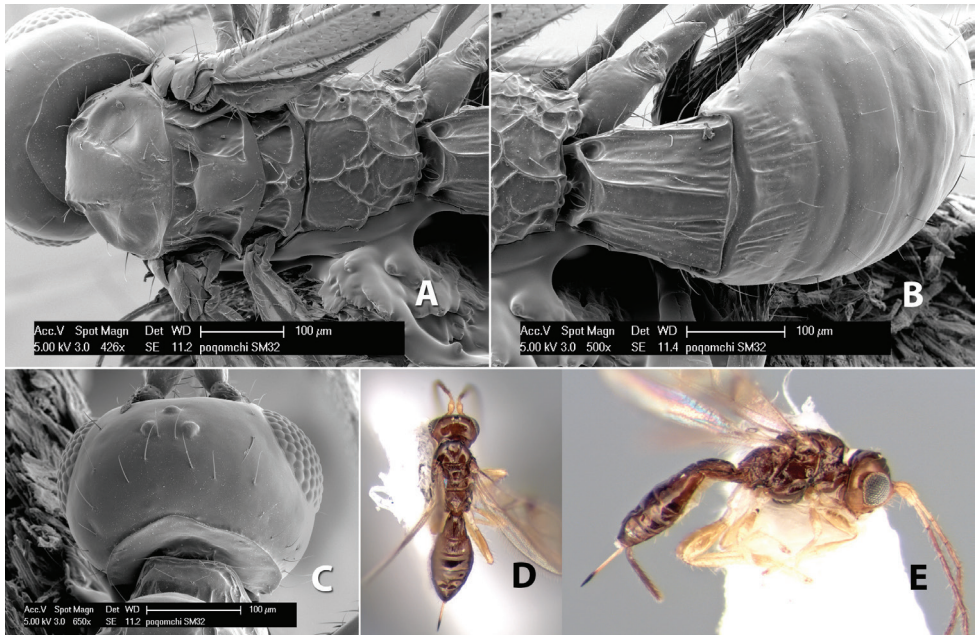 A
Acc.V Spot Magn Det WD 100 µm
5.00 kV 3.0 426x SE 11.2 poqomchi SM32
B
Acc.V Spot Magn Det WD 100 µm
5.00 kV 3.0 500x SE 11.4 poqomchi SM32
C
Acc.V Spot Magn Det WD 100 µm
5.00 kV 3.0 650x SE 11.2 poqomchi SM32
D
E